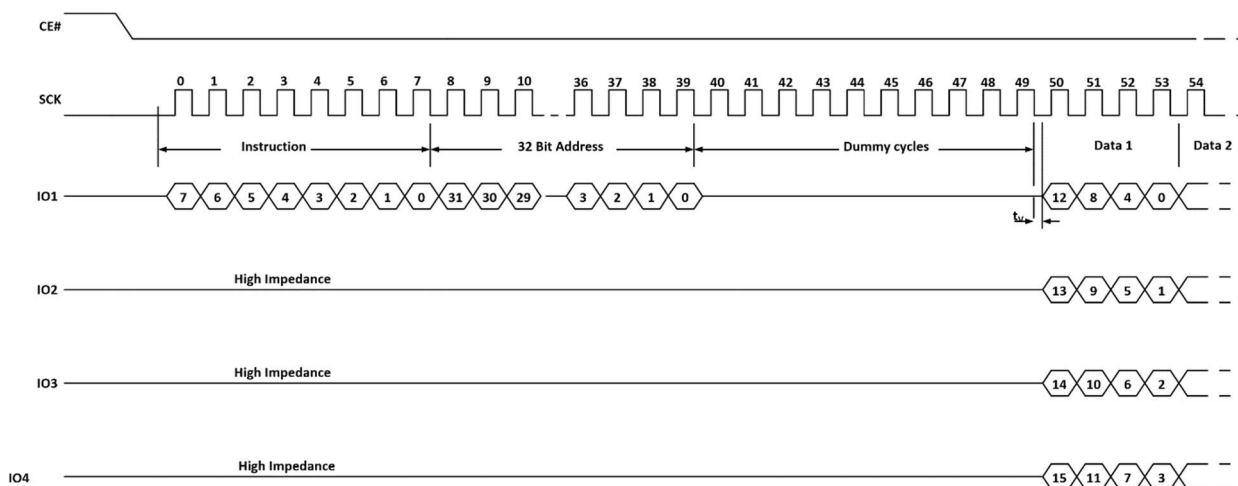 CE#
0 1 2 3 4 5 6 7 8 9 10 36 37 38 39 40 41 42 43 44 45 46 47 48 49 50 51 52 53 54
SCK
Instruction 32 Bit Address Dummy cycles Data 1 Data 2
IO1 7 6 5 4 3 2 1 0 31 30 29 3 2 1 0 12 8 4 0
tv
High Impedance
IO2 13 9 5 1
High Impedance
IO3 14 10 6 2
High Impedance
IO4 15 11 7 3